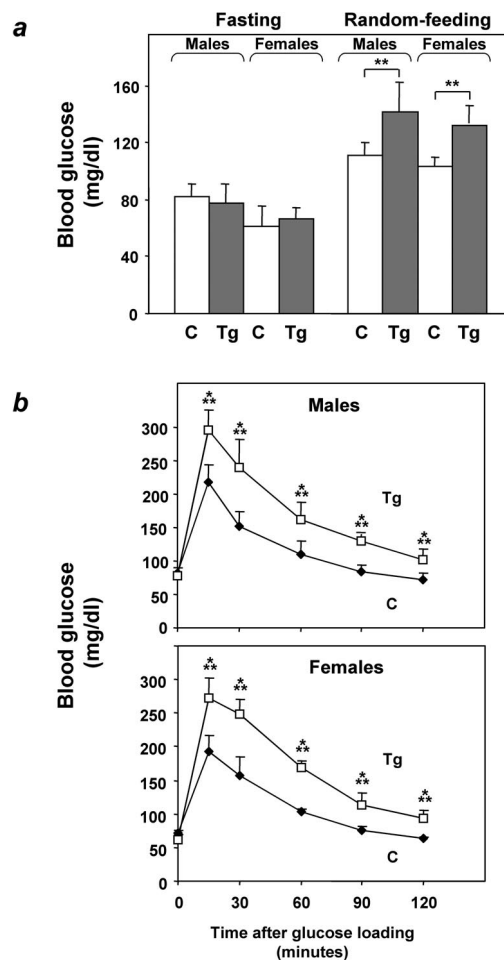 a
Fasting Random-feeding
Males Females Males Females
** **
Blood glucose
(mg/dl)
160
120
80
40
0
C Tg C Tg C Tg C Tg
b
Males
300
250
200
150
100
50
0
*
**
*
**
*
**
*
**
*
**
Tg
C
Blood glucose
(mg/dl)
Females
300
250
200
150
100
50
0
*
**
*
**
*
**
*
**
*
**
Tg
C
0 30 60 90 120
Time after glucose loading
(minutes)